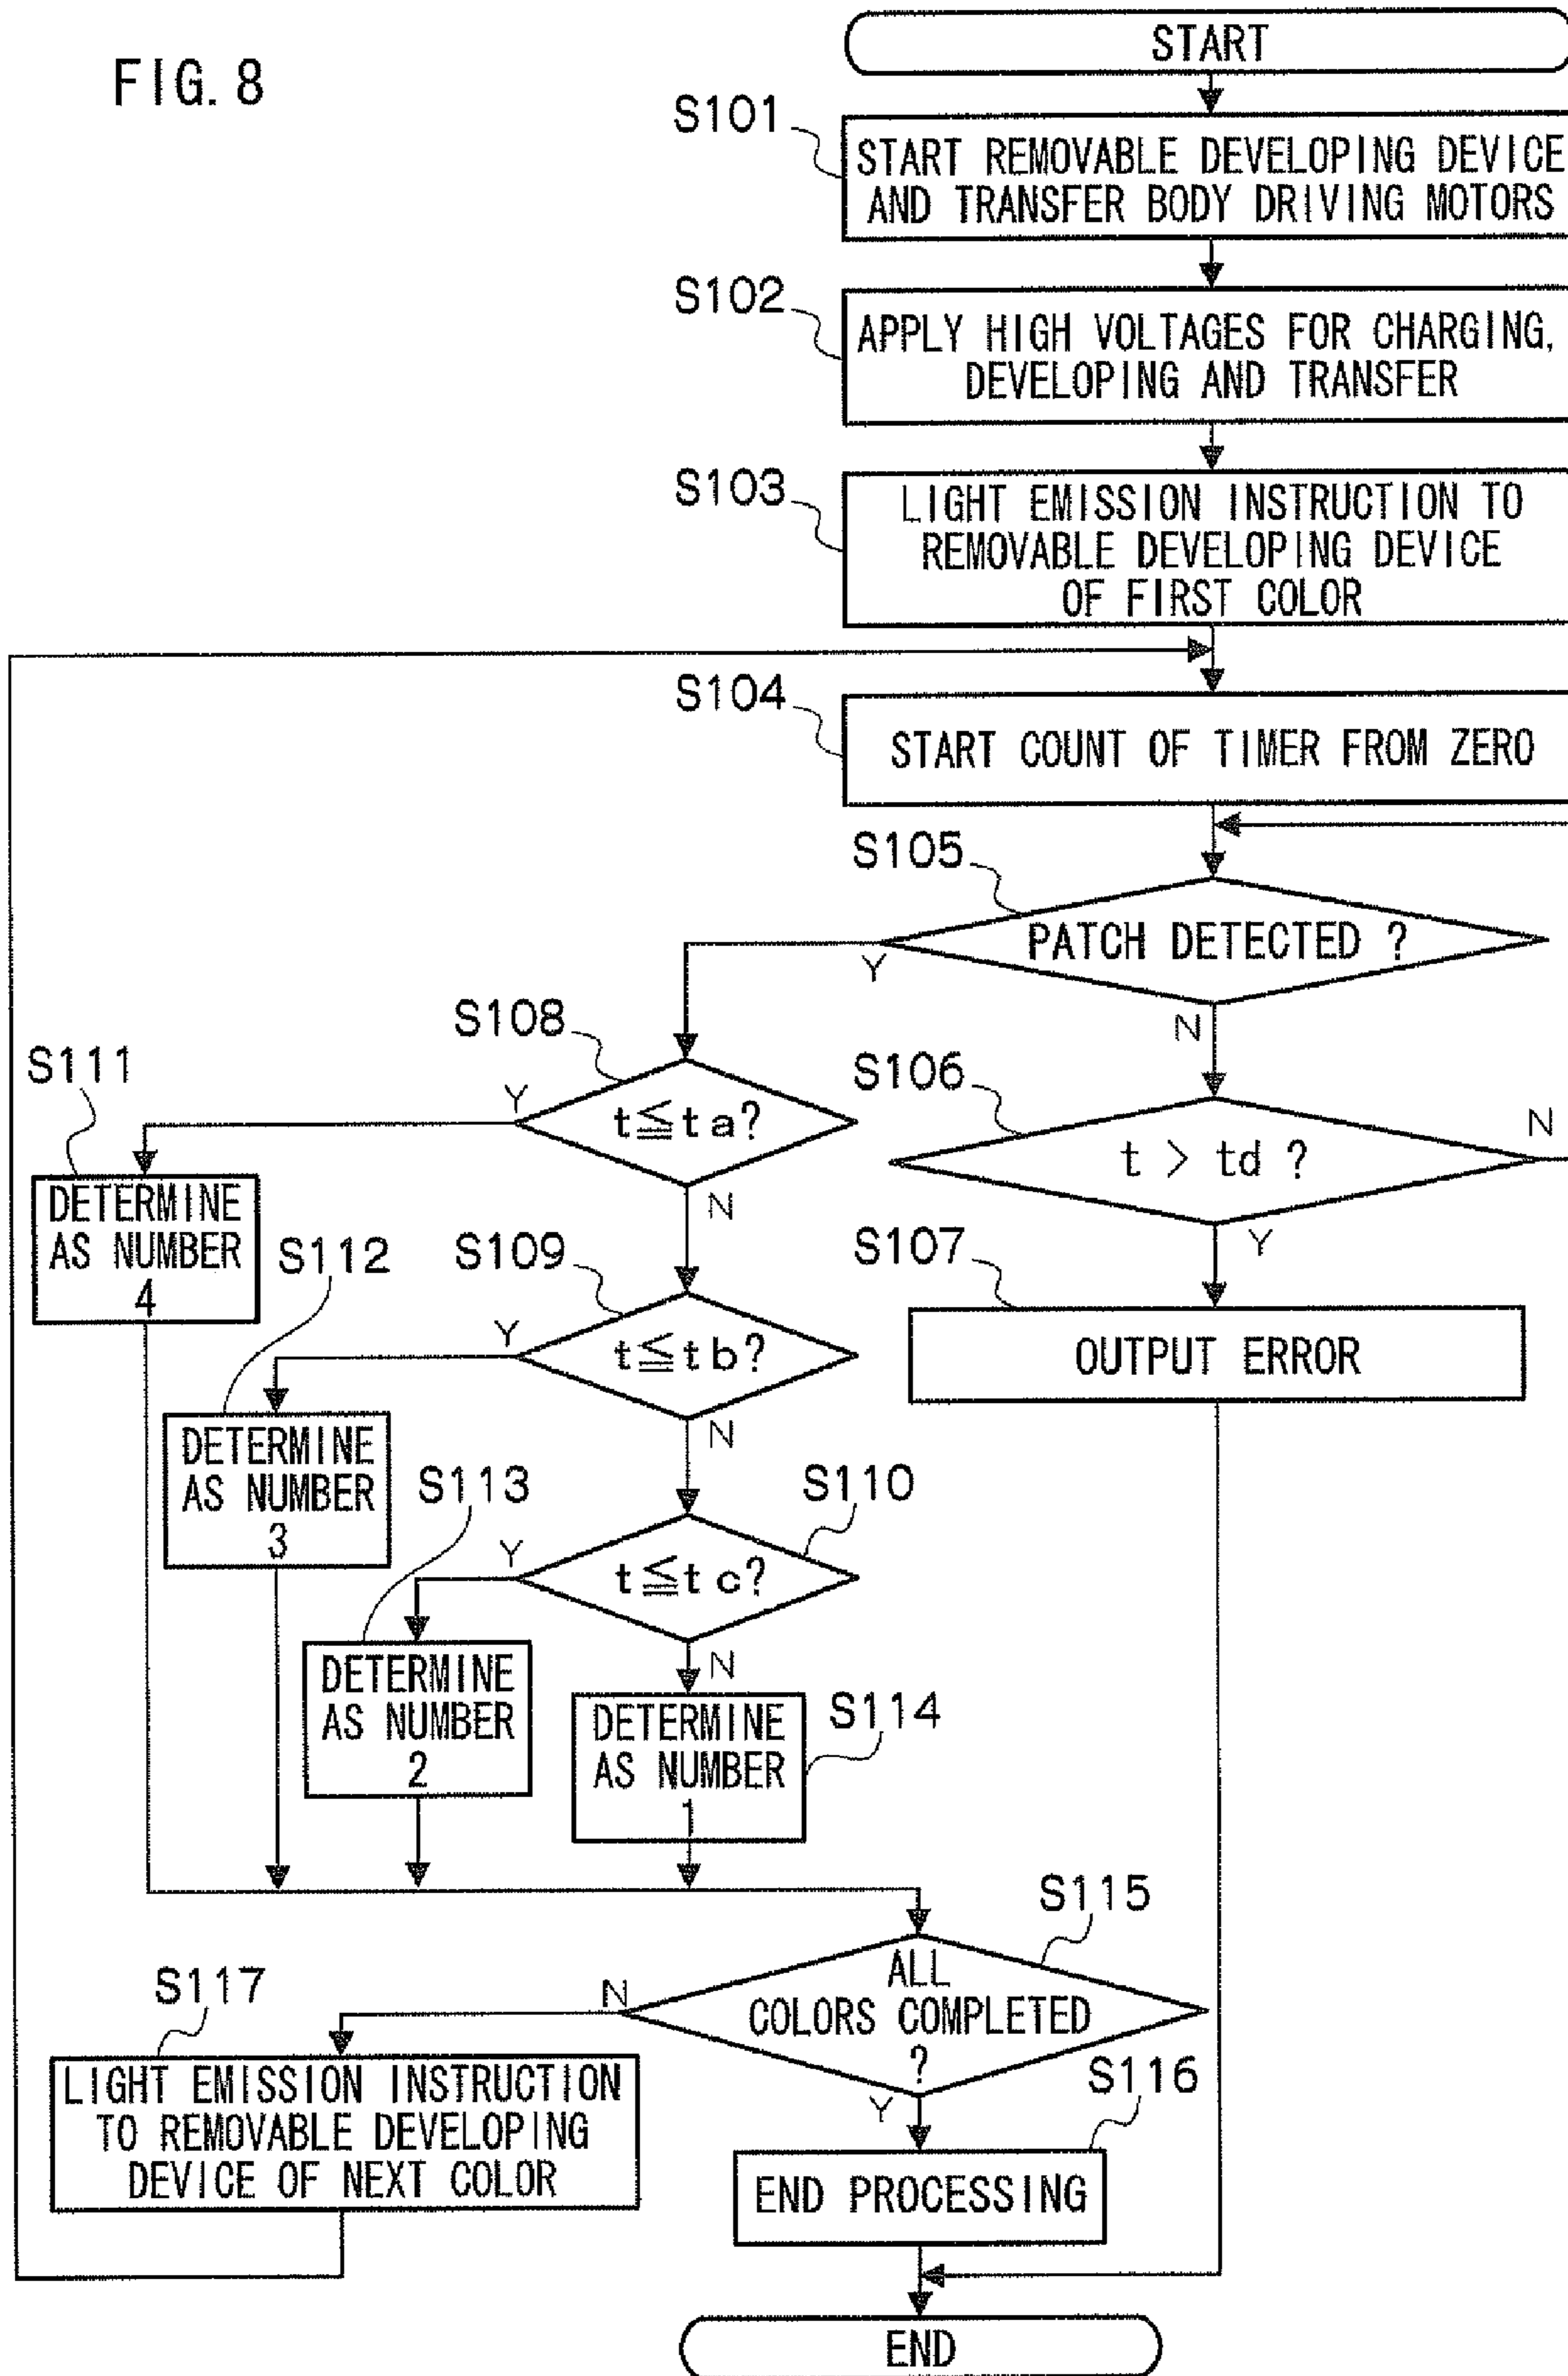 FIG. 8
START
S101
START REMOVABLE DEVELOPING DEVICE
AND TRANSFER BODY DRIVING MOTORS
S102
APPLY HIGH VOLTAGES FOR CHARGING,
DEVELOPING AND TRANSFER
S103
LIGHT EMISSION INSTRUCTION TO
REMOVABLE DEVELOPING DEVICE
OF FIRST COLOR
S104
START COUNT OF TIMER FROM ZERO
S105
PATCH DETECTED ?
Y
N
S106
t > td ?
N
Y
S107
OUTPUT ERROR
S108
t≦ta?
Y
N
S111
DETERMINE
AS NUMBER
4
S109
t≦tb?
Y
N
S112
DETERMINE
AS NUMBER
3
S110
t≦tc?
Y
N
S113
DETERMINE
AS NUMBER
2
S114
DETERMINE
AS NUMBER
1
S115
ALL
COLORS COMPLETED
?
N
Y
S117
LIGHT EMISSION INSTRUCTION
TO REMOVABLE DEVELOPING
DEVICE OF NEXT COLOR
S116
END PROCESSING
END